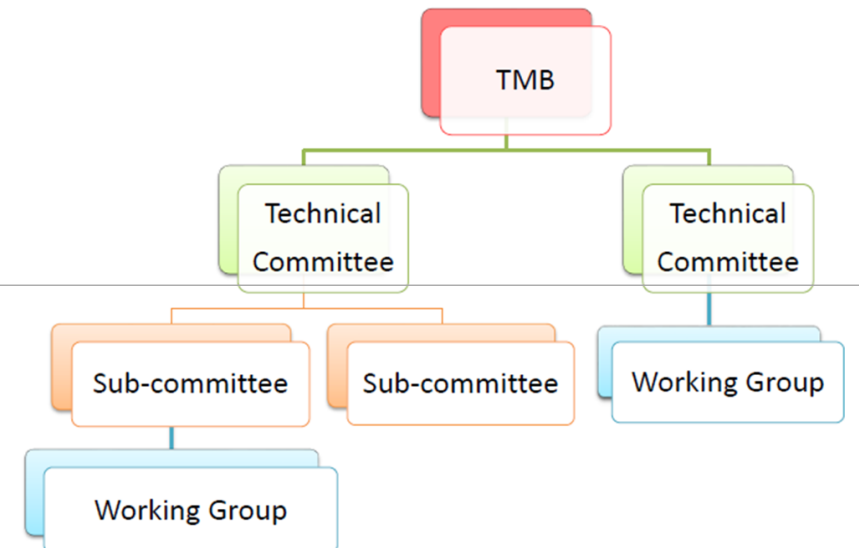 TMB
Technical
Committee
Technical
Committee
Sub-committee
Sub-committee
Working Group
Working Group